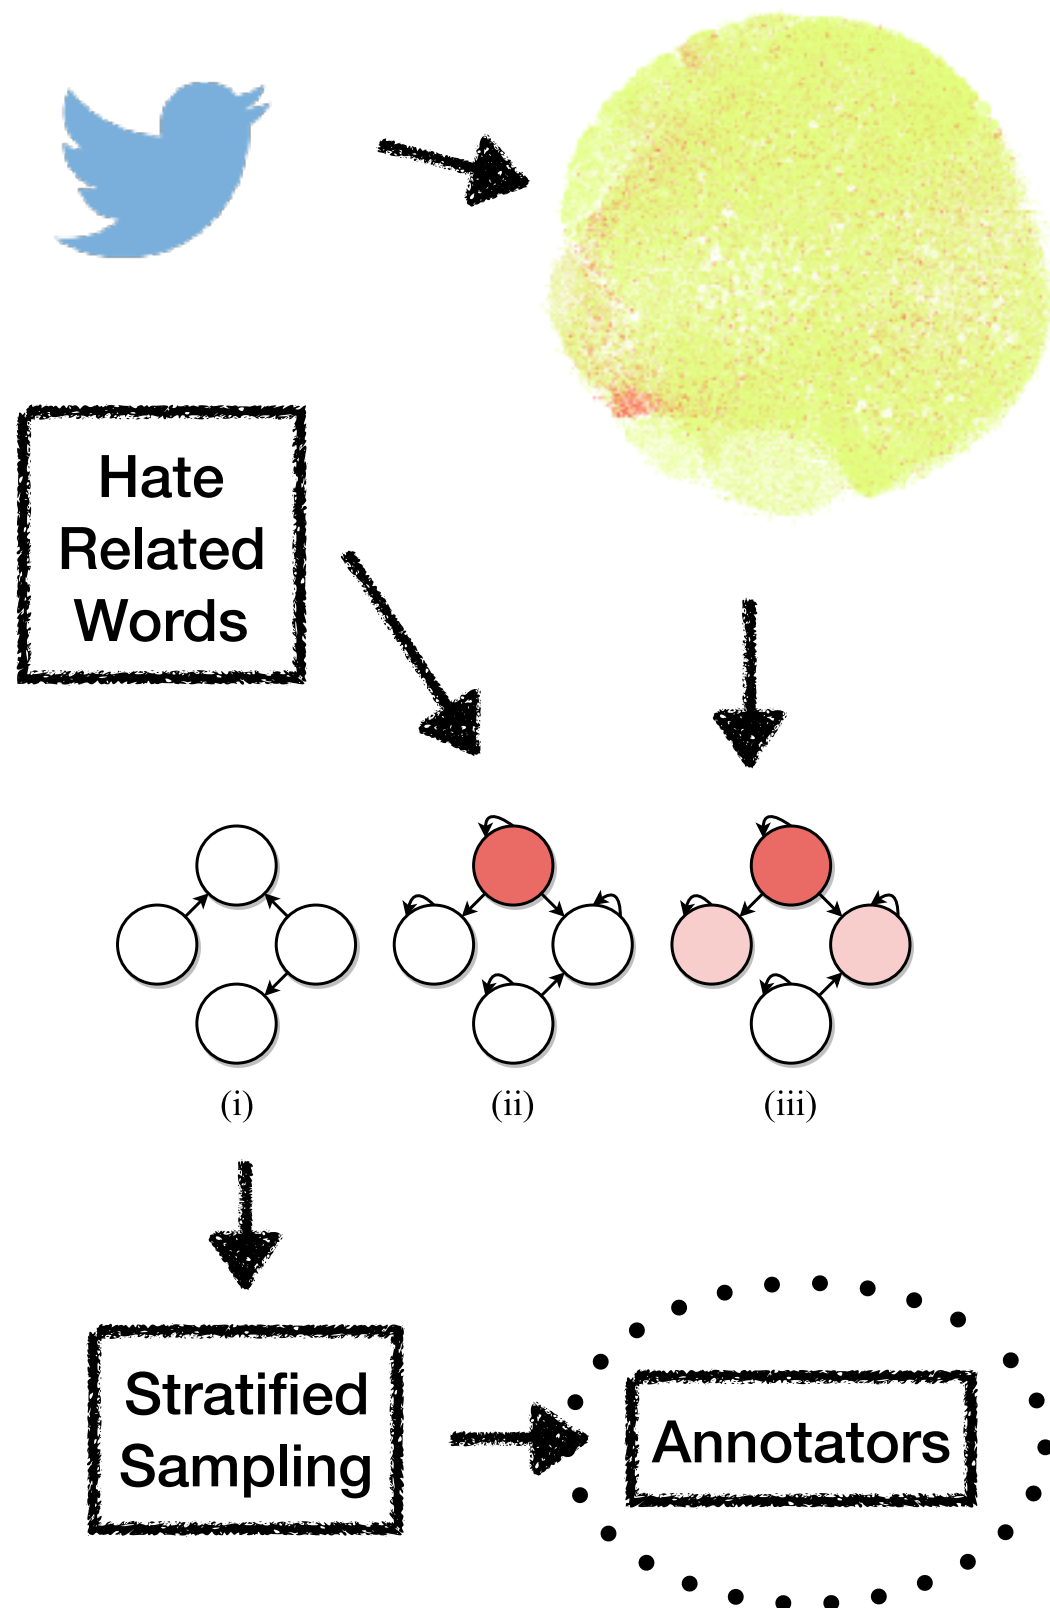 Hate
Related
Words
(i)
(ii)
(iii)
Stratified
Sampling
Annotators